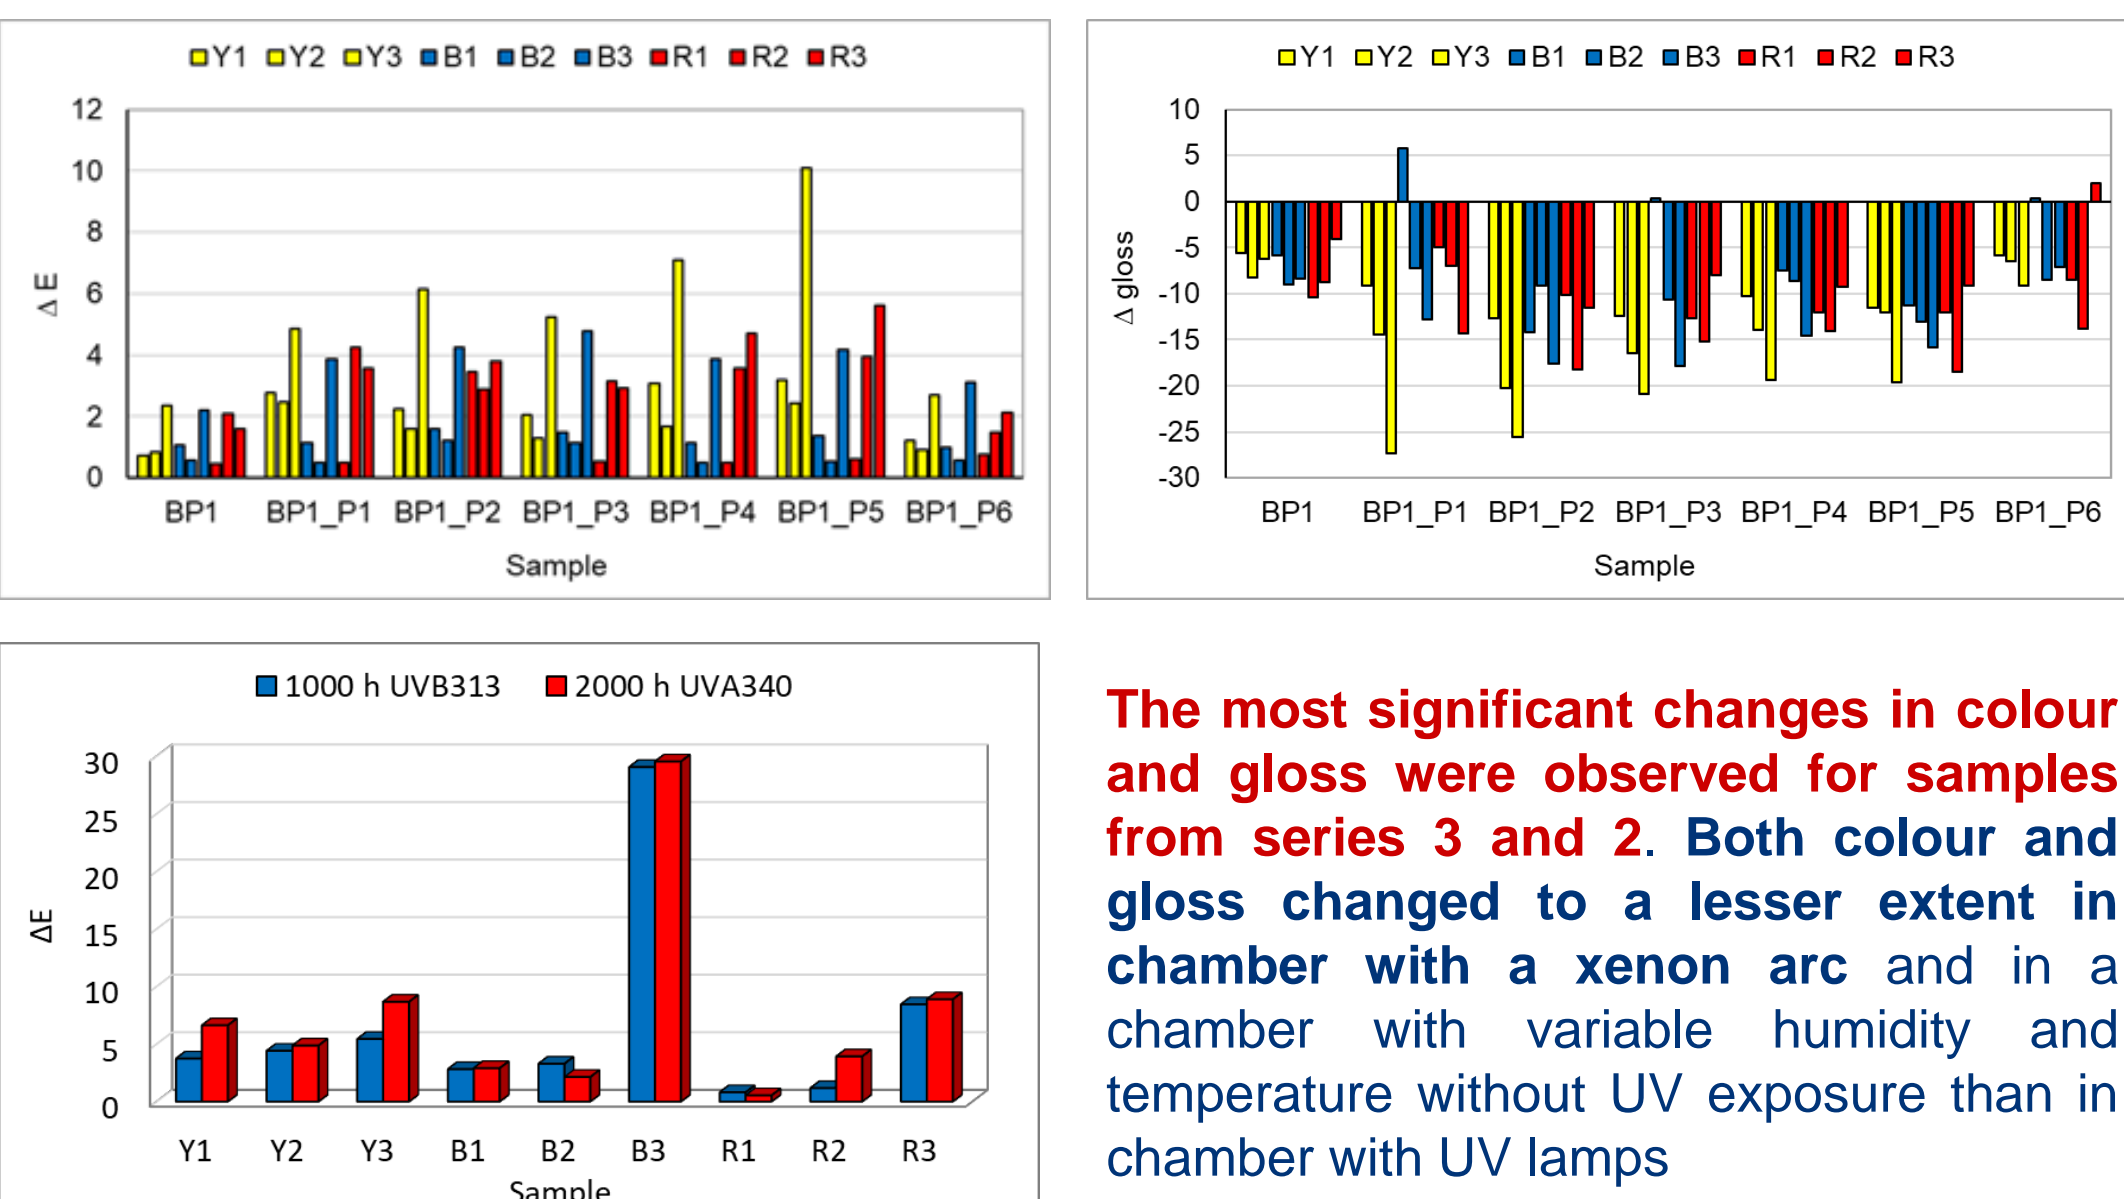 Y1 Y2 Y3 B1 B2 B3 R1 R2 R3
12
10
8
6
4
2
0
Δ E
BP1 BP1_P1 BP1_P2 BP1_P3 BP1_P4 BP1_P5 BP1_P6
Sample
Y1 Y2 Y3 B1 B2 B3 R1 R2 R3
10
5
0
-5
-10
-15
-20
-25
-30
Δ gloss
BP1 BP1_P1 BP1_P2 BP1_P3 BP1_P4 BP1_P5 BP1_P6
Sample
1000 h UVB313 2000 h UVA340
30
25
20
15
10
5
0
ΔE
Y1 Y2 Y3 B1 B2 B3 R1 R2 R3
Sample
The most significant changes in colour
and gloss were observed for samples
from series 3 and 2. Both colour and
gloss changed to a lesser extent in
chamber with a xenon arc and in a
chamber with variable humidity and
temperature without UV exposure than in
chamber with UV lamps